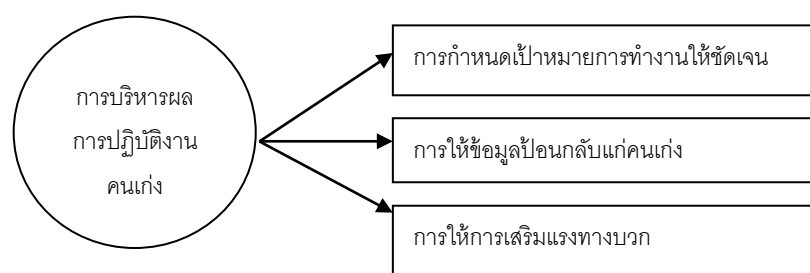 การบริหารผล
การปฏิบัติงาน
คนเก่ง
การกำหนดเป้าหมายการทำงานให้ชัดเจน
การให้ข้อมูลป้อนกลับแก่คนเก่ง
การให้การเสริมแรงทางบวก